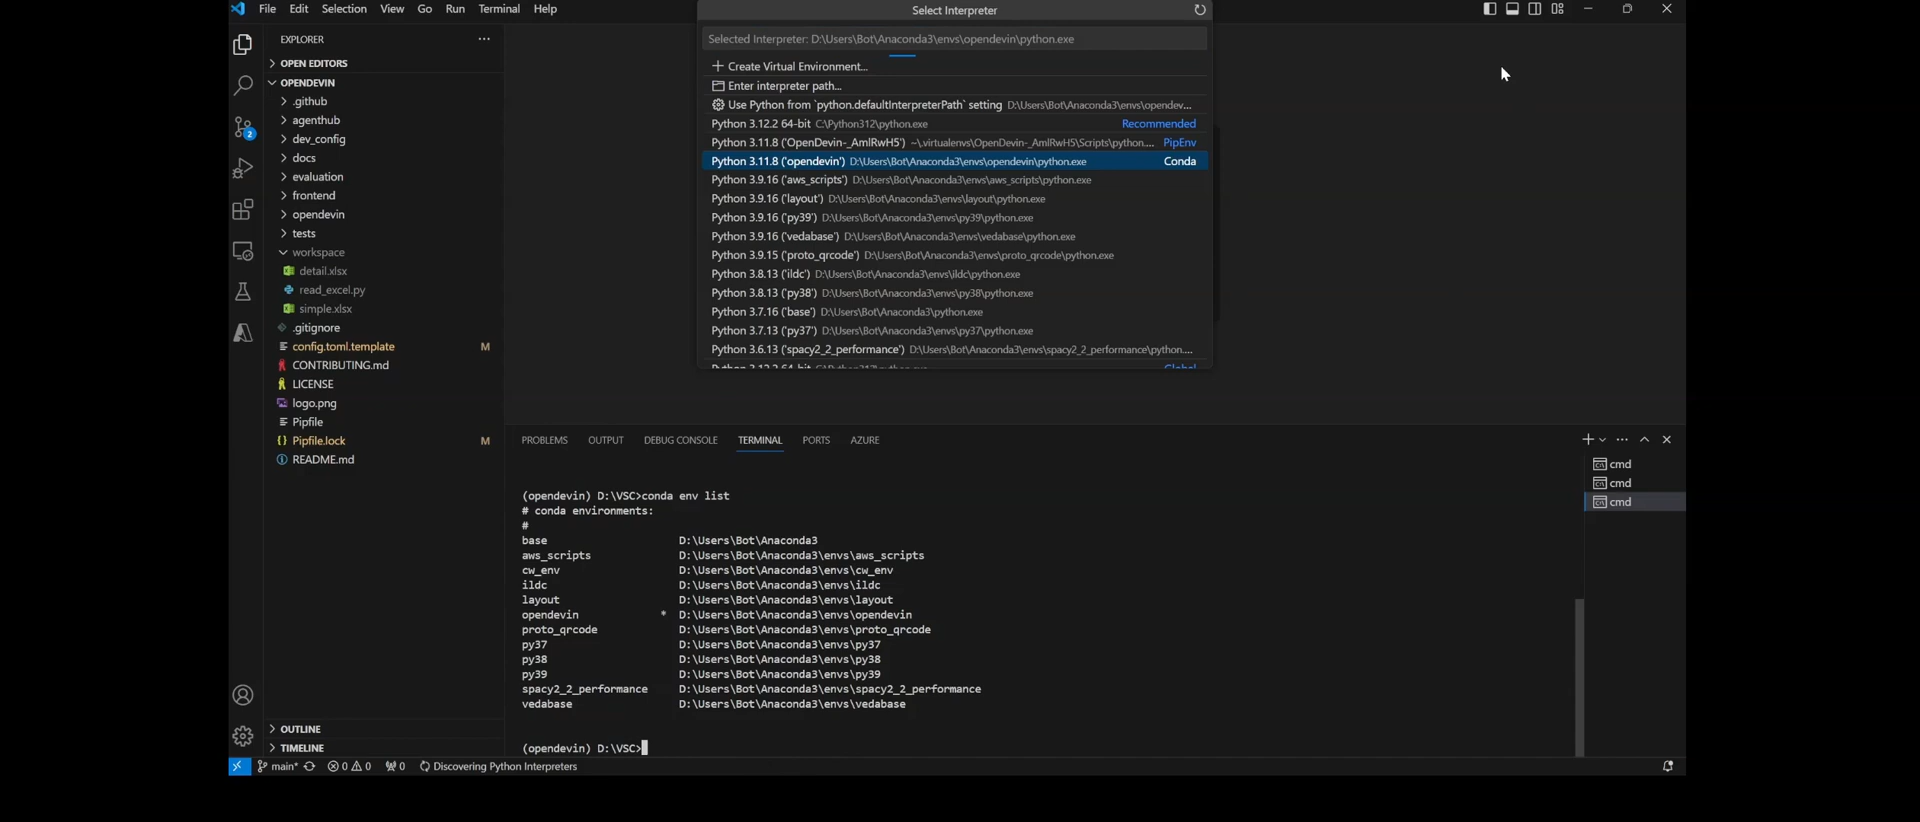 File Edit Selection View Go Run Terminal Help
Select Interpreter
Selected Interpreter: D:\Users\Bot\Anaconda3\envs\opendevin\python.exe
Create Virtual Environment...
Enter interpreter path...
Use Python from `python.defaultInterpreterPath` setting D:\Users\Bot\Anaconda3\envs\opendev...
Python 3.12.2 64-bit C:\Python312\python.exe Recommended
Python 3.11.8 ('OpenDevin-_AmlRwH5') ~\.virtualenvs\OpenDevin-_AmlRwH5\Scripts\python.... PipEnv
Python 3.11.8 ('opendevin') D:\Users\Bot\Anaconda3\envs\opendevin\python.exe Conda
Python 3.9.16 ('aws_scripts') D:\Users\Bot\Anaconda3\envs\aws_scripts\python.exe
Python 3.9.16 ('layout') D:\Users\Bot\Anaconda3\envs\layout\python.exe
Python 3.9.16 ('py39') D:\Users\Bot\Anaconda3\envs\py39\python.exe
Python 3.9.16 ('vedabase') D:\Users\Bot\Anaconda3\envs\vedabase\python.exe
Python 3.9.15 ('proto_qrcode') D:\Users\Bot\Anaconda3\envs\proto_qrcode\python.exe
Python 3.8.13 ('ildc') D:\Users\Bot\Anaconda3\envs\ildc\python.exe
Python 3.8.13 ('py38') D:\Users\Bot\Anaconda3\envs\py38\python.exe
Python 3.7.16 ('base') D:\Users\Bot\Anaconda3\python.exe
Python 3.7.13 ('py37') D:\Users\Bot\Anaconda3\envs\py37\python.exe
Python 3.6.13 ('spacy2_2_performance') D:\Users\Bot\Anaconda3\envs\spacy2_2_performance\python....
Python 3.12.2 64-bit C:\Python312\python.exe Global
EXPLORER
OPEN EDITORS
OPENDEVIN
.github
agenthub
dev_config
docs
evaluation
frontend
opendevin
tests
workspace
detail.xlsx
read_excel.py
simple.xlsx
.gitignore
config.toml.template M
CONTRIBUTING.md
LICENSE
logo.png
Pipfile
Pipfile.lock M
README.md
OUTLINE
TIMELINE
2
PROBLEMS OUTPUT DEBUG CONSOLE TERMINAL PORTS AZURE
cmd
cmd
cmd
(opendevin) D:\VSC>conda env list
# conda environments:
#
base D:\Users\Bot\Anaconda3
aws_scripts D:\Users\Bot\Anaconda3\envs\aws_scripts
cw_env D:\Users\Bot\Anaconda3\envs\cw_env
ildc D:\Users\Bot\Anaconda3\envs\ildc
layout D:\Users\Bot\Anaconda3\envs\layout
opendevin * D:\Users\Bot\Anaconda3\envs\opendevin
proto_qrcode D:\Users\Bot\Anaconda3\envs\proto_qrcode
py37 D:\Users\Bot\Anaconda3\envs\py37
py38 D:\Users\Bot\Anaconda3\envs\py38
py39 D:\Users\Bot\Anaconda3\envs\py39
spacy2_2_performance D:\Users\Bot\Anaconda3\envs\spacy2_2_performance
vedabase D:\Users\Bot\Anaconda3\envs\vedabase
(opendevin) D:\VSC>
main* 0 0 0 Discovering Python Interpreters